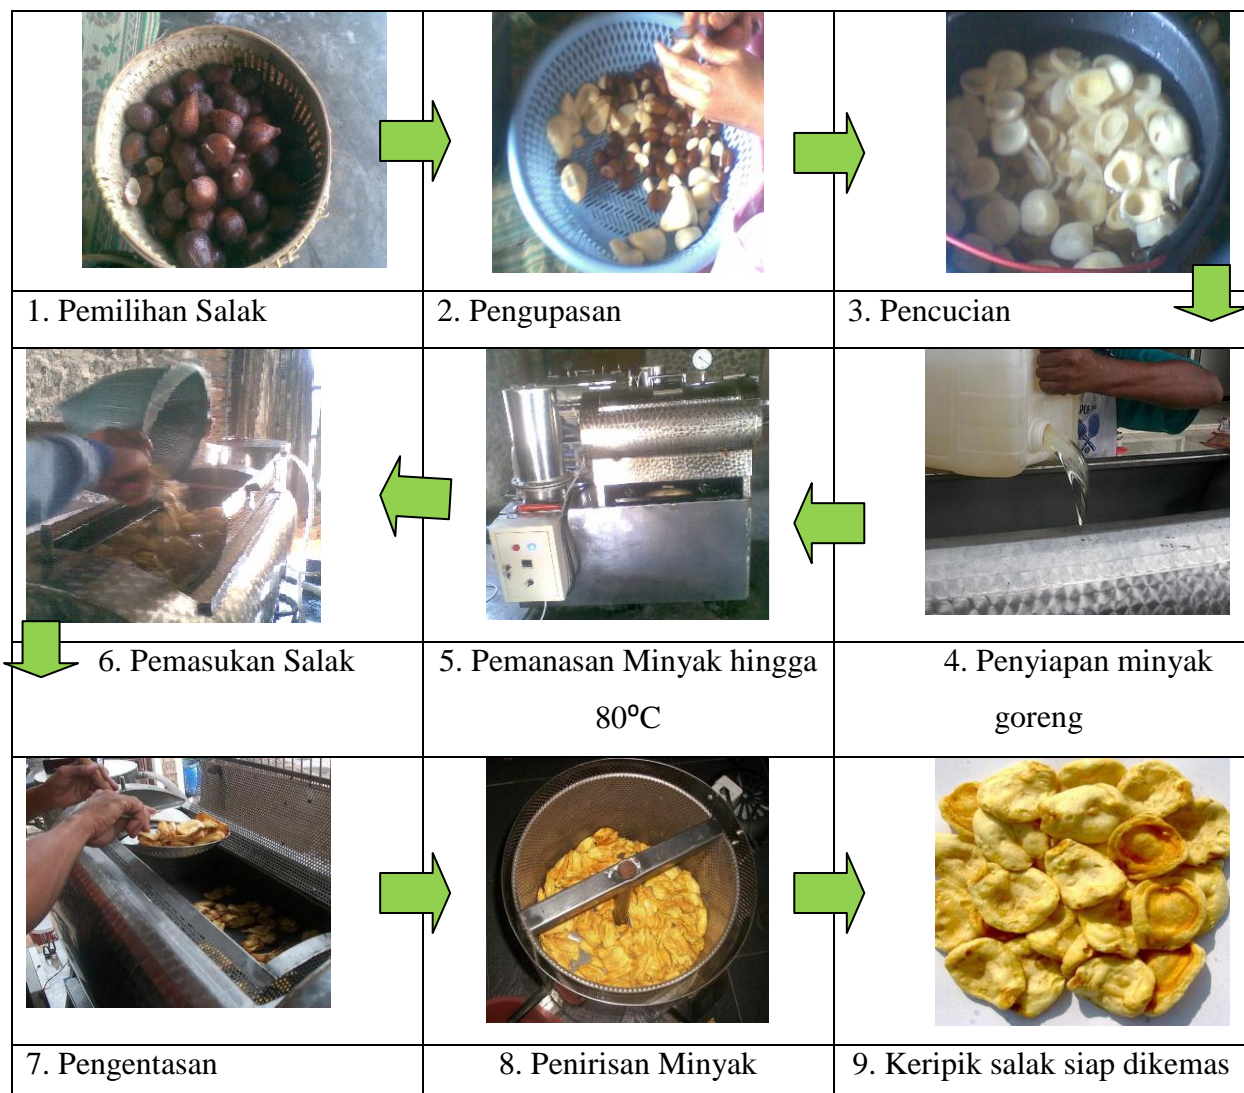 1. Pemilihan Salak
2. Pengupasan
3. Pencucian
6. Pemasukan Salak
5. Pemanasan Minyak hingga
80⁰C
4. Penyiapan minyak
goreng
7. Pengentasan
8. Penirisan Minyak
9. Keripik salak siap dikemas